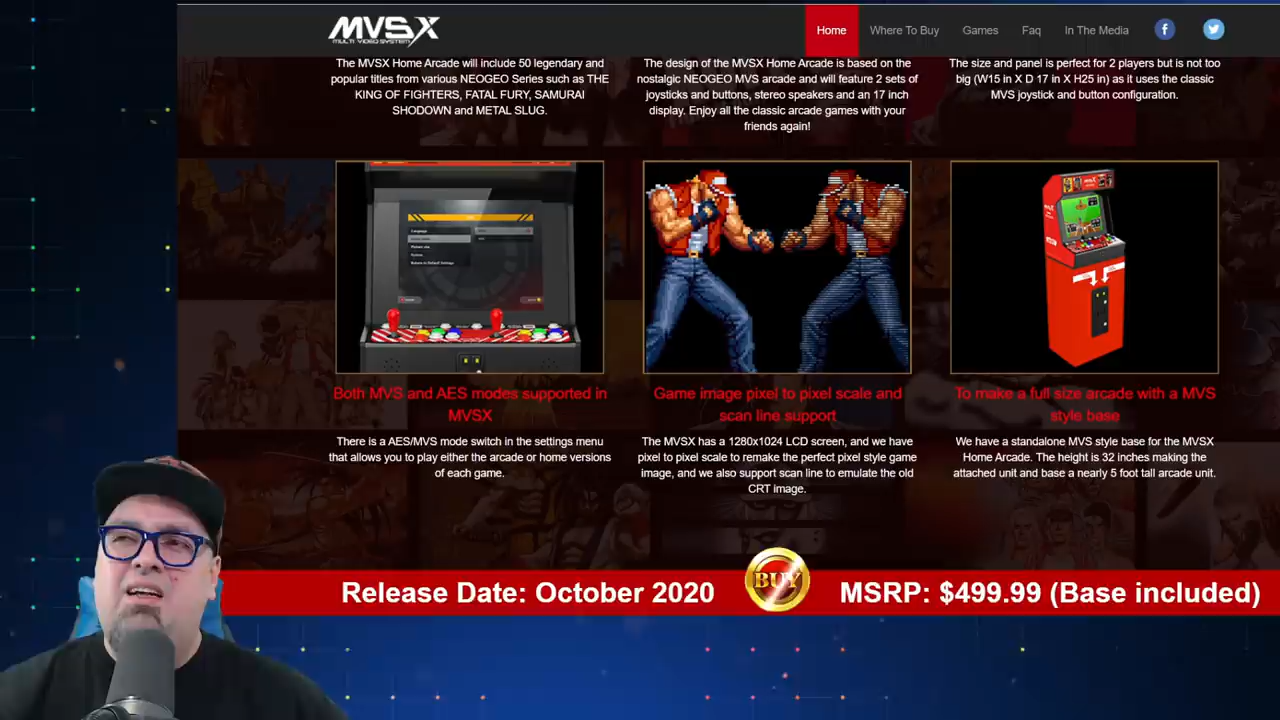 MVSX
MULTI VIDEO SYSTEM
Home
Where To Buy
Games
Faq
In The Media
The MVSX Home Arcade will include 50 legendary and
popular titles from various NEOGEO Series such as THE
KING OF FIGHTERS, FATAL FURY, SAMURAI
SHODOWN and METAL SLUG.
The design of the MVSX Home Arcade is based on the
nostalgic NEOGEO MVS arcade and will feature 2 sets of
joysticks and buttons, stereo speakers and an 17 inch
display. Enjoy all the classic arcade games with your
friends again!
The size and panel is perfect for 2 players but is not too
big (W15 in X D 17 in X H25 in) as it uses the classic
MVS joystick and button configuration.
Language
Both MVS and AES modes supported in
MVSX
There is a AES/MVS mode switch in the settings menu
that allows you to play either the arcade or home versions
of each game.
Game image pixel to pixel scale and
scan line support
The MVSX has a 1280x1024 LCD screen, and we have
pixel to pixel scale to remake the perfect pixel style game
image, and we also support scan line to emulate the old
CRT image.
To make a full size arcade with a MVS
style base
We have a standalone MVS style base for the MVSX
Home Arcade. The height is 32 inches making the
attached unit and base a nearly 5 foot tall arcade unit.
Release Date: October 2020
BUY
MSRP: $499.99 (Base included)